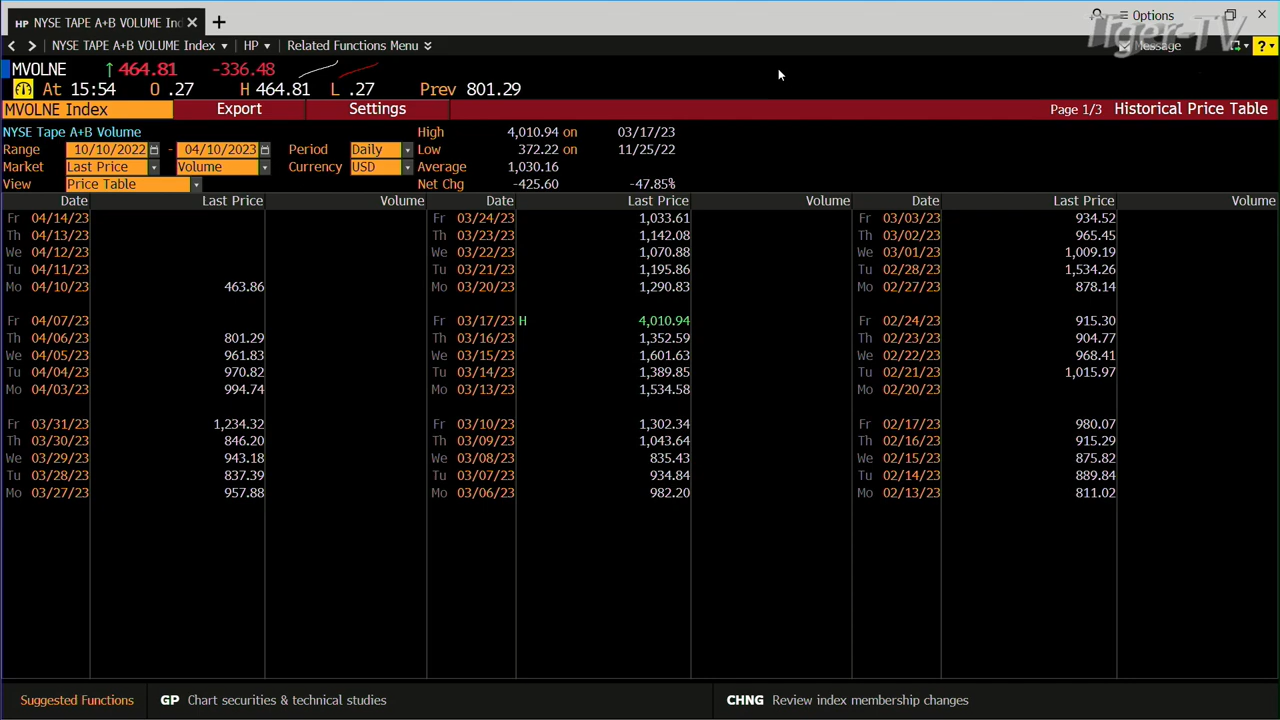 HP NYSE TAPE A+B VOLUME Ind
Options
Tiger-TV
NYSE TAPE A+B VOLUME Index HP Related Functions Menu
Message
?
MVOLNE ↑ 464.81 -336.48
At 15:54 O .27 H 464.81 L .27 Prev 801.29
MVOLNE Index Export Settings Page 1/3 Historical Price Table
NYSE Tape A+B Volume High 4,010.94 on 03/17/23
Range 10/10/2022 - 04/10/2023 Period Daily Low 372.22 on 11/25/22
Market Last Price Volume Currency USD Average 1,030.16
View Price Table Net Chg -425.60 -47.85%
Date Last Price Volume Date Last Price Volume Date Last Price Volume
Fr 04/14/23 Fr 03/24/23 1,033.61 Fr 03/03/23 934.52
Th 04/13/23 Th 03/23/23 1,142.08 Th 03/02/23 965.45
We 04/12/23 We 03/22/23 1,070.88 We 03/01/23 1,009.19
Tu 04/11/23 Tu 03/21/23 1,195.86 Tu 02/28/23 1,534.26
Mo 04/10/23 463.86 Mo 03/20/23 1,290.83 Mo 02/27/23 878.14
Fr 04/07/23 Fr 03/17/23 H 4,010.94 Fr 02/24/23 915.30
Th 04/06/23 801.29 Th 03/16/23 1,352.59 Th 02/23/23 904.77
We 04/05/23 961.83 We 03/15/23 1,601.63 We 02/22/23 968.41
Tu 04/04/23 970.82 Tu 03/14/23 1,389.85 Tu 02/21/23 1,015.97
Mo 04/03/23 994.74 Mo 03/13/23 1,534.58 Mo 02/20/23
Fr 03/31/23 1,234.32 Fr 03/10/23 1,302.34 Fr 02/17/23 980.07
Th 03/30/23 846.20 Th 03/09/23 1,043.64 Th 02/16/23 915.29
We 03/29/23 943.18 We 03/08/23 835.43 We 02/15/23 875.82
Tu 03/28/23 837.39 Tu 03/07/23 934.84 Tu 02/14/23 889.84
Mo 03/27/23 957.88 Mo 03/06/23 982.20 Mo 02/13/23 811.02
Suggested Functions GP Chart securities & technical studies CHNG Review index membership changes